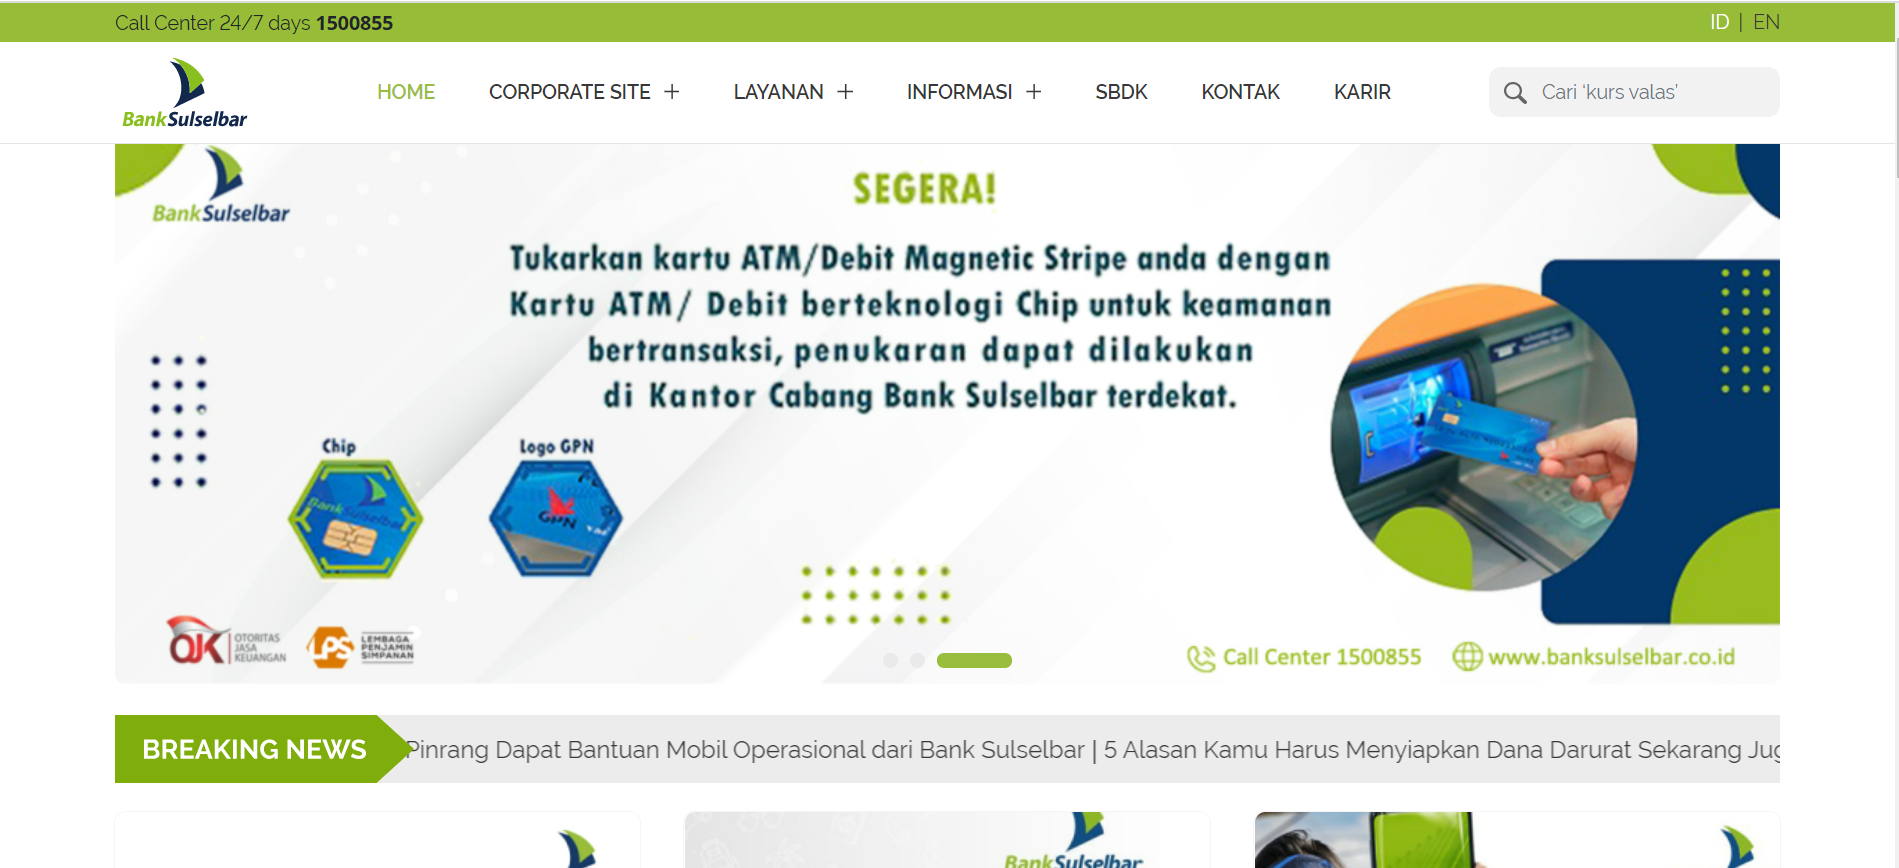 Call Center 24/7 days 1500855
ID | EN
BankSulselbar
HOME
CORPORATE SITE +
LAYANAN +
INFORMASI +
SBDK
KONTAK
KARIR
Cari ‘kurs valas’
BankSulselbar
SEGERA!
Tukarkan kartu ATM/Debit Magnetic Stripe anda dengan
Kartu ATM/ Debit berteknologi Chip untuk keamanan
bertransaksi, penukaran dapat dilakukan
di Kantor Cabang Bank Sulselbar terdekat.
Chip
Logo GPN
BankSulselbar
GPN
OJK
OTORITAS
JASA
KEUANGAN
LPS
LEMBAGA
PENJAMIN
SIMPANAN
Call Center 1500855
www.banksulselbar.co.id
BREAKING NEWS
Pinrang Dapat Bantuan Mobil Operasional dari Bank Sulselbar | 5 Alasan Kamu Harus Menyiapkan Dana Darurat Sekarang Jug
BankSulselbar